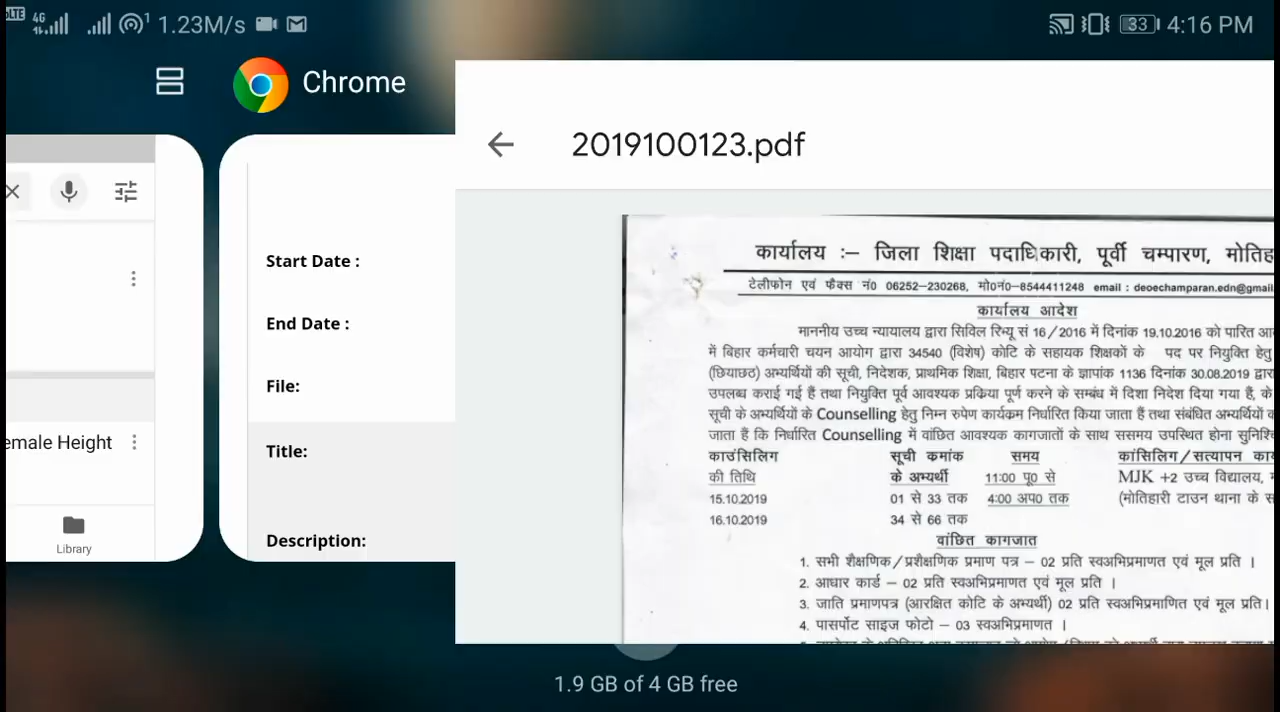 LTE 4G 1 1.23M/s 33 4:16 PM
Chrome
2019100123.pdf
Start Date :
End Date :
File:
Title:
Description:
emale Height
Library
कार्यालय :– जिला शिक्षा पदाधिकारी, पूर्वी चम्पारण,
टेलीफोन एवं फैक्स नं0 06252–230268, मो0नं0–8544411248 email : deoechamparan.edn@gmail
कार्यालय आदेश
माननीय उच्च न्यायालय द्वारा सिविल रिव्यू सं 16/2016 में दिनांक 19.10.2016 को पारित
में बिहार कर्मचारी चयन आयोग द्वारा 34540 (विशेष) कोटि के सहायक शिक्षकों के पद पर नियुक्ति हेतु
(छियाछठ) अभ्यर्थियों की सूची, निदेशक, प्राथमिक शिक्षा, बिहार पटना के ज्ञापांक 1136 दिनांक 30.08.2019 द्वारा
उपलब्ध कराई गई हैं तथा नियुक्ति पूर्व आवश्यक प्रक्रिया पूर्ण करने के सम्बंध में दिशा निदेश दिया गया हैं, के
सूची के अभ्यर्थियों के Counselling हेतु निम्न रुपेण कार्यक्रम निर्धारित किया जाता हैं तथा संबंधित अभ्यर्थियों
जाता हैं कि निर्धारित Counselling में वांछित आवश्यक कागजातों के साथ ससमय उपस्थित होना
काउंसिलिंग सूची क्रमांक समय कांसिलिंग/सत्यापन
की तिथि के अभ्यर्थी 11:00 पू0 से MJK +2 उच्च विद्यालय,
15.10.2019 01 से 33 तक 4:00 अप0 तक (मोतिहारी टाउन थाना के
16.10.2019 34 से 66 तक
वांछित कागजात
1. सभी शैक्षणिक/प्रशैक्षणिक प्रमाण पत्र – 02 प्रति स्वअभिप्रमाणत एवं मूल प्रति ।
2. आधार कार्ड – 02 प्रति स्वअभिप्रमाणत एवं मूल प्रति ।
3. जाति प्रमाणपत्र (आरक्षित कोटि के अभ्यर्थी) 02 प्रति स्वअभिप्रमाणित एवं मूल प्रति।
4. पासपोर्ट साइज फोटो – 03 स्वअभिप्रमाणत ।
1.9 GB of 4 GB free